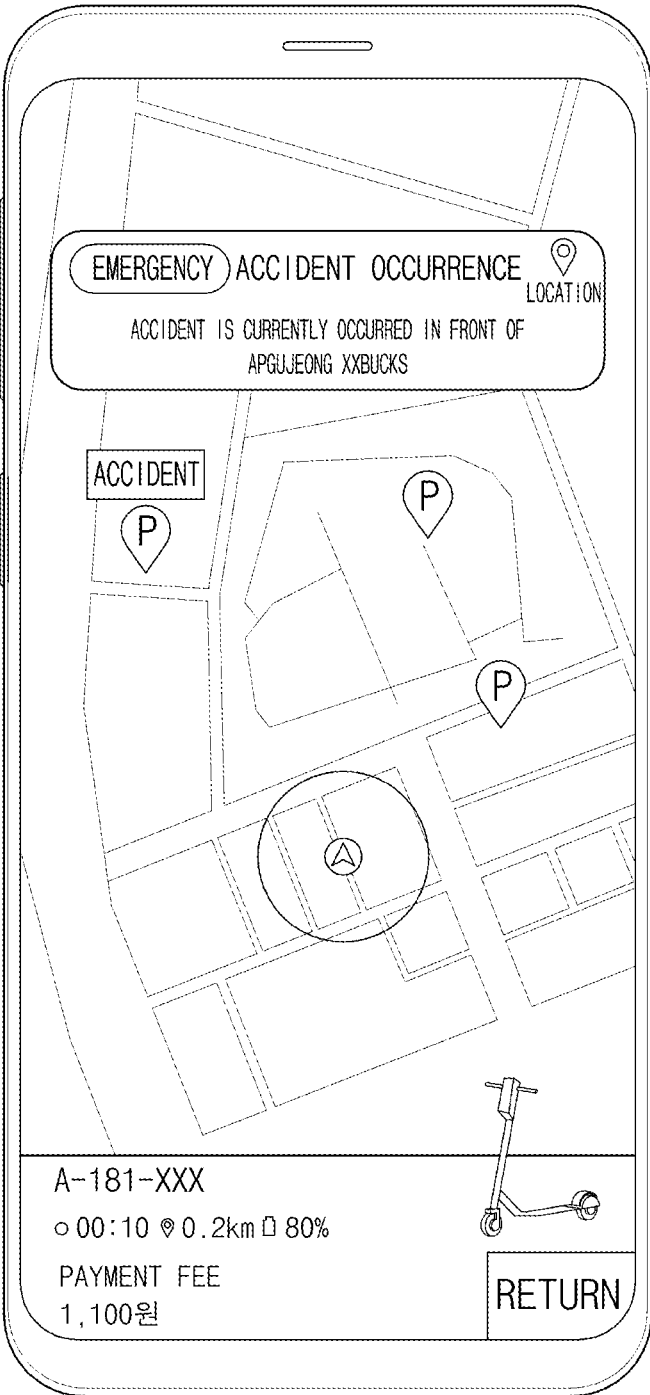 EMERGENCY ACCIDENT OCCURRENCE
LOCATION
ACCIDENT IS CURRENTLY OCCURRED IN FRONT OF
APGUJEONG XXBUCKS
ACCIDENT
P
P
P
A-181-XXX
00:10 0.2km 80%
PAYMENT FEE
1,100원
RETURN